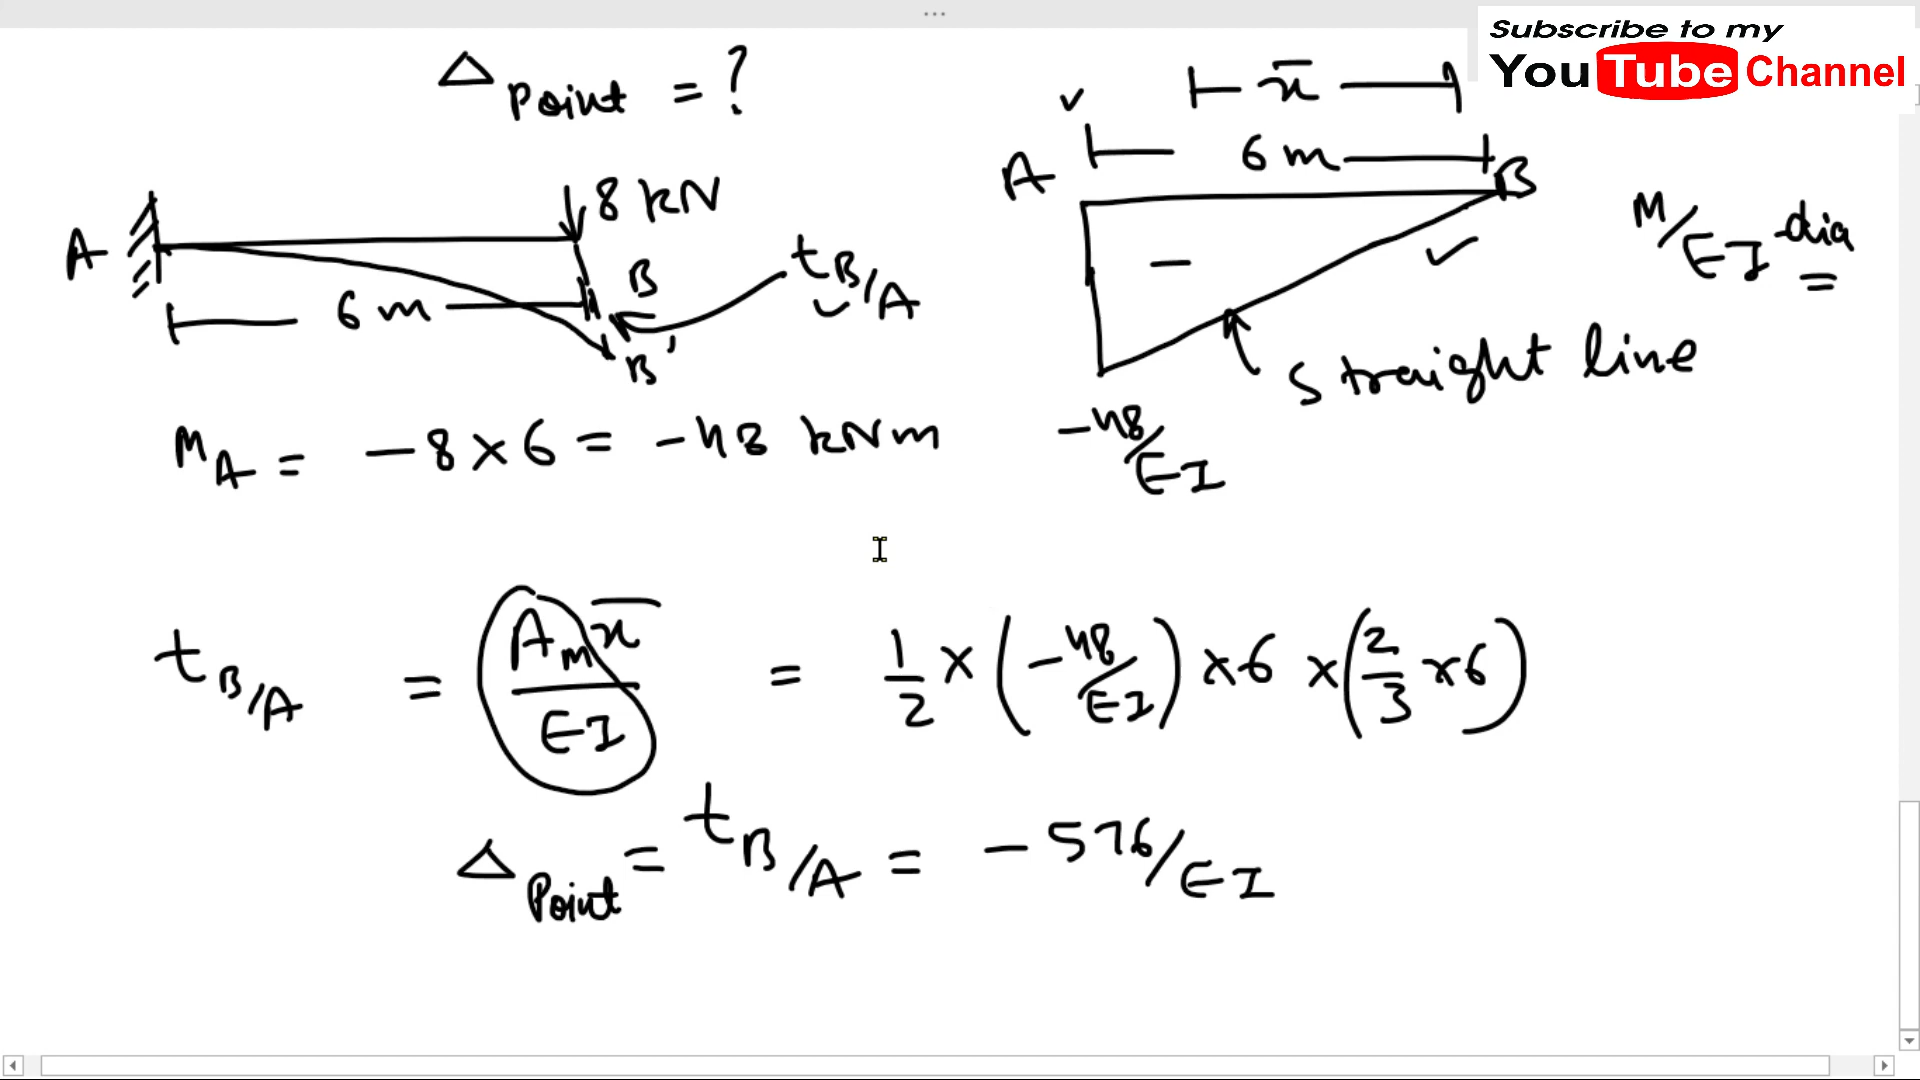 ...
Subscribe to my
YouTube Channel
Δ Point = ?
x̄
6 m
A
B
8 kN
A
B
t B/A
6 m
B'
M/EI dia
-
Straight line
M A = -8 × 6 = -48 kNm
-48/EI
t B/A = A m x̄ / EI = 1/2 × (-48/EI) × 6 × (2/3 × 6)
Δ Point = t B/A = -576/EI